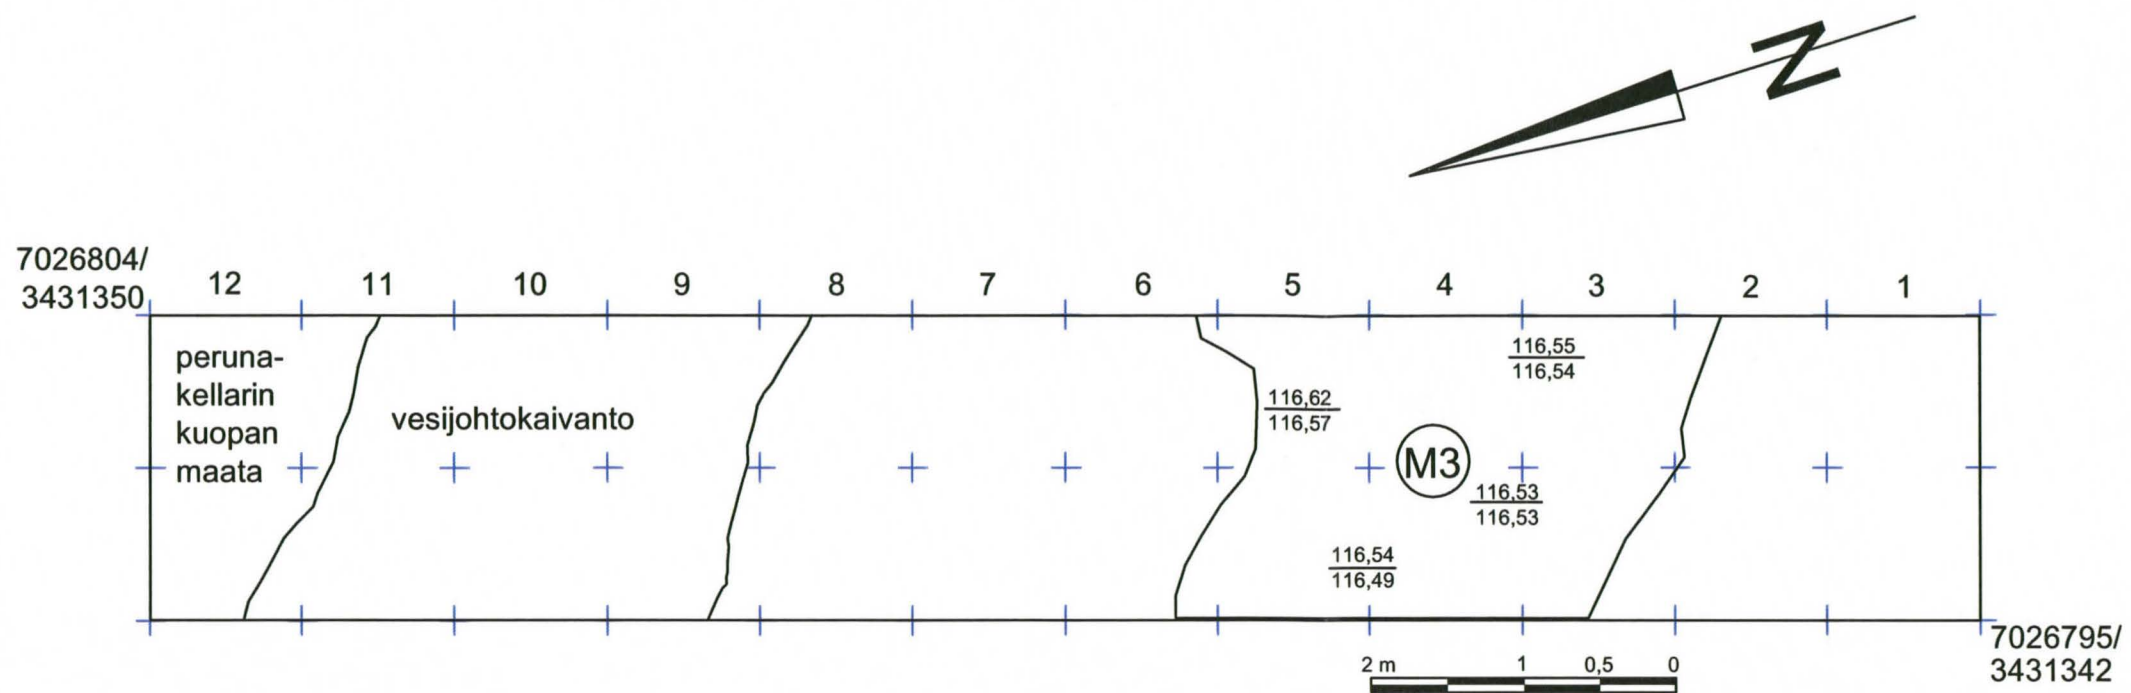 N
7026804/
3431350
12 11 10 9 8 7 6 5 4 3 2 1
peruna-
kellarin
kuopan
maata
vesijohtokaivanto
116,62
116,57
116,55
116,54
M3
116,53
116,53
116,54
116,49
7026795/
3431342
2 m 1 0,5 0